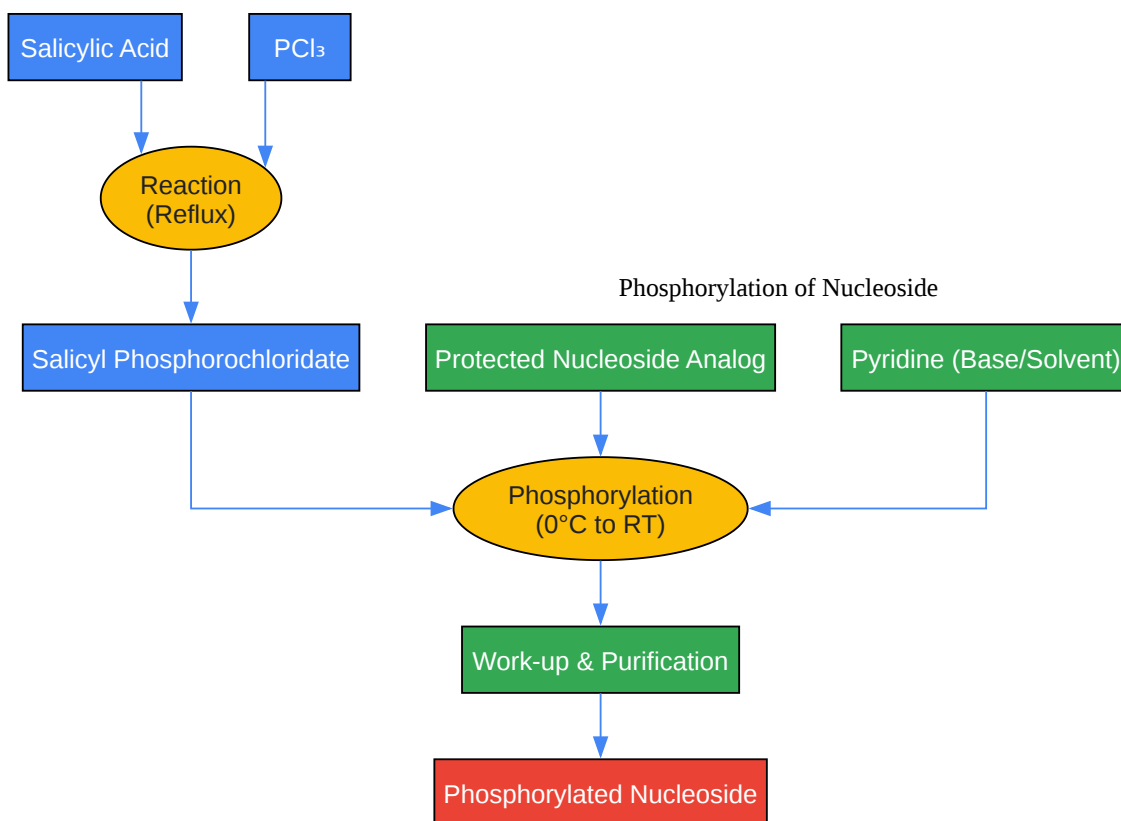 Salicylic Acid
PCl₃
Reaction
(Reflux)
Phosphorylation of Nucleoside
Salicyl Phosphorochloridate
Protected Nucleoside Analog
Pyridine (Base/Solvent)
Phosphorylation
(0°C to RT)
Work-up & Purification
Phosphorylated Nucleoside